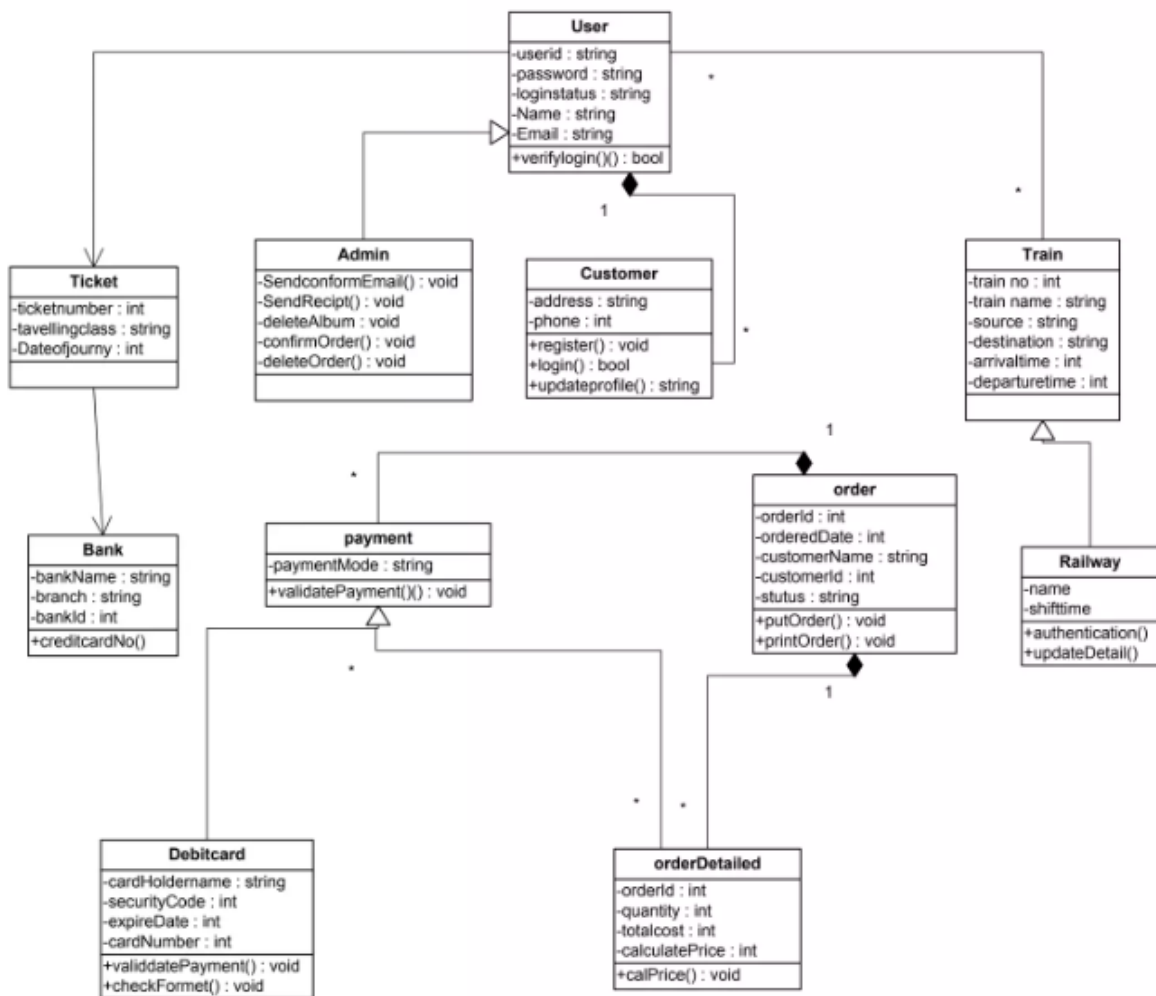 User
-userid : string
-password : string
-loginstatus : string
-Name : string
-Email : string
+verifylogin()() : bool
*
1
*
*
Ticket
-ticketnumber : int
-tavellingclass : string
-Dateofjourny : int
Admin
-SendconformEmail() : void
-SendRecipt() : void
-deleteAlbum : void
-confirmOrder() : void
-deleteOrder() : void
Customer
-address : string
-phone : int
+register() : void
+login() : bool
+updateprofile() : string
Train
-train no : int
-train name : string
-source : string
-destination : string
-arrivaltime : int
-departuretime : int
1
*
Bank
-bankName : string
-branch : string
-bankId : int
+creditcardNo()
payment
-paymentMode : string
+validatePayment()() : void
order
-orderId : int
-orderedDate : int
-customerName : string
-customerId : int
-stutus : string
+putOrder() : void
+printOrder() : void
Railway
-name
-shifttime
+authentication()
+updateDetail()
*
1
*
*
Debitcard
-cardHoldername : string
-securityCode : int
-expireDate : int
-cardNumber : int
+validdatePayment() : void
+checkFormet() : void
orderDetailed
-orderId : int
-quantity : int
-totalcost : int
-calculatePrice : int
+calPrice() : void